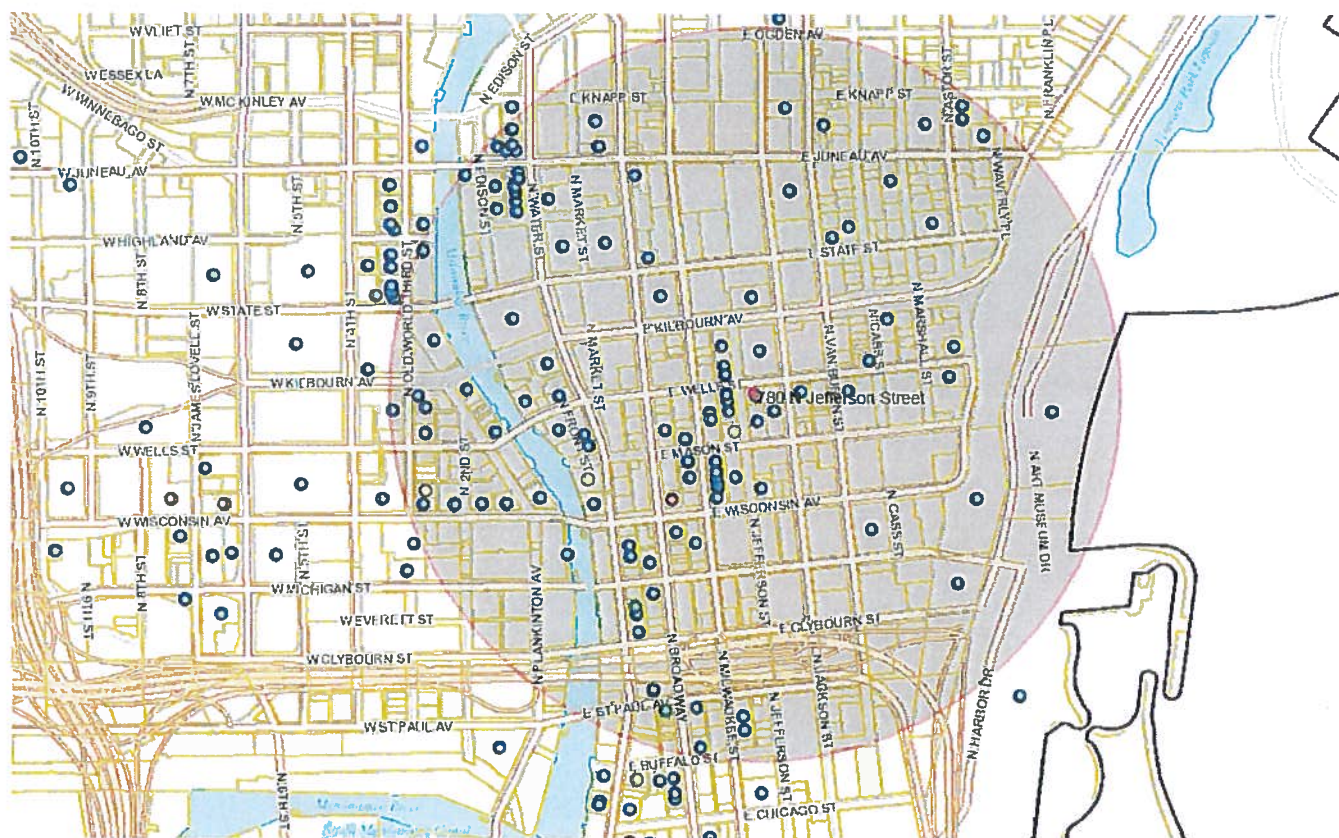 W VLIET ST
N 7TH ST
W ESSEX LA
W WINNEBAGO ST
W MC KINLEY AV
N 10TH ST
W JUNEAU AV
N EDISON ST
E OGDEN AV
E KNAPP ST
E KNAPP ST
N ASTOR ST
N FRANKLIN PL
E JUNEAU AV
N WAVERLY PL
N EDISON ST
N WATER ST
N MARKET ST
N 5TH ST
W HIGHLAND AV
N 8TH ST
W STATE ST
N 4TH ST
N OLD WORLD THIRD ST
E STATE ST
E KILBOURN AV
N VAN BUREN ST
N CASS ST
N MARSHALL ST
N MARKET ST
N JAMES LOVELL ST
W KILBOURN AV
N 10TH ST
N 9TH ST
E WELLS ST
780 N Jefferson Street
N FRONT ST
E MASON ST
W WELLS ST
N 2ND ST
N ART MUSEUM DR
W WISCONSIN AV
E WISCONSIN AV
N CASS ST
N JEFFERSON ST
N 5TH ST
N 8TH ST
N 9TH ST
W MICHIGAN ST
N PLANKINTON AV
W EVERETT ST
E CLYBOURN ST
W CLYBOURN ST
N BROADWAY
N MILWAUKEE ST
N JACKSON ST
N JEFFERSON ST
N HARBOR DR
E ST PAUL AV
W ST PAUL AV
E BUFFALO ST
N 6TH ST
E CHICAGO ST